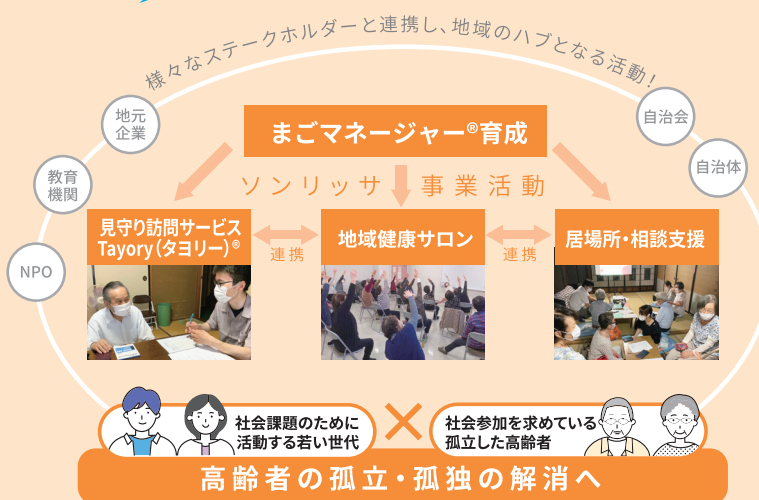 様々なステークホルダーと連携し、地域のハブとなる活動！
地元
企業
自治会
教育
機関
自治体
NPO
まごマネージャー®育成
ソンリッサ 事業活動
見守り訪問サービス
Tayory（タヨリー）®
連携
地域健康サロン
連携
居場所・相談支援
社会課題のために
活動する若い世代
社会参加を求めている
孤立した高齢者
高齢者の孤立・孤独の解消へ